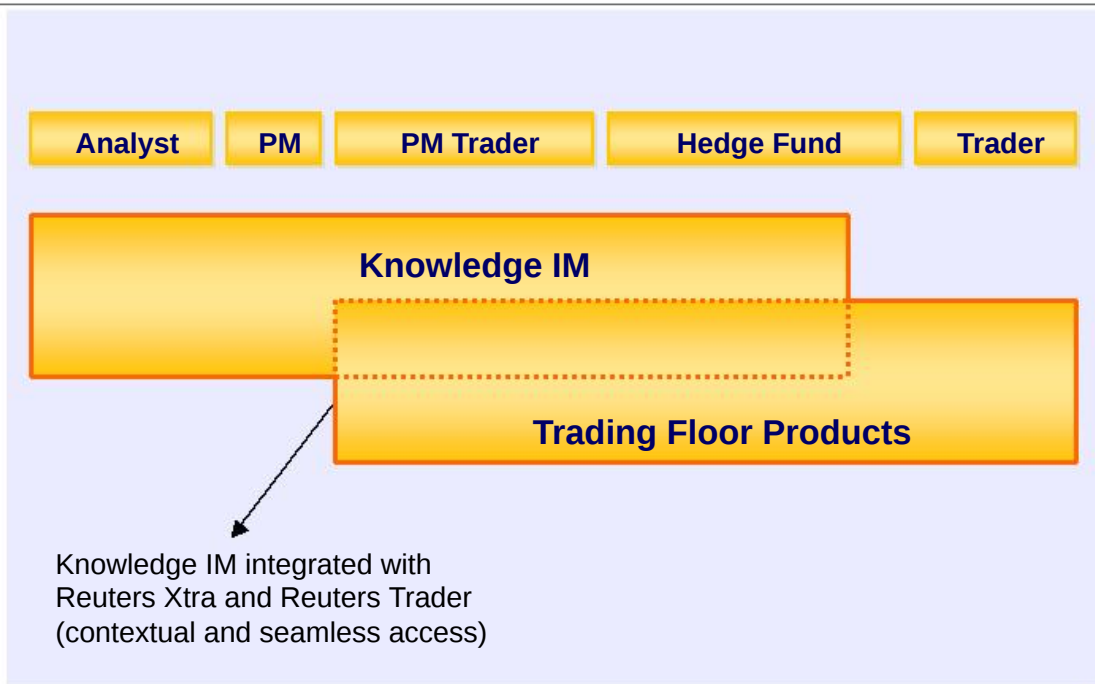 Analyst PM PM Trader Hedge Fund Trader
Knowledge IM
Trading Floor Products
Knowledge IM integrated with
Reuters Xtra and Reuters Trader
(contextual and seamless access)